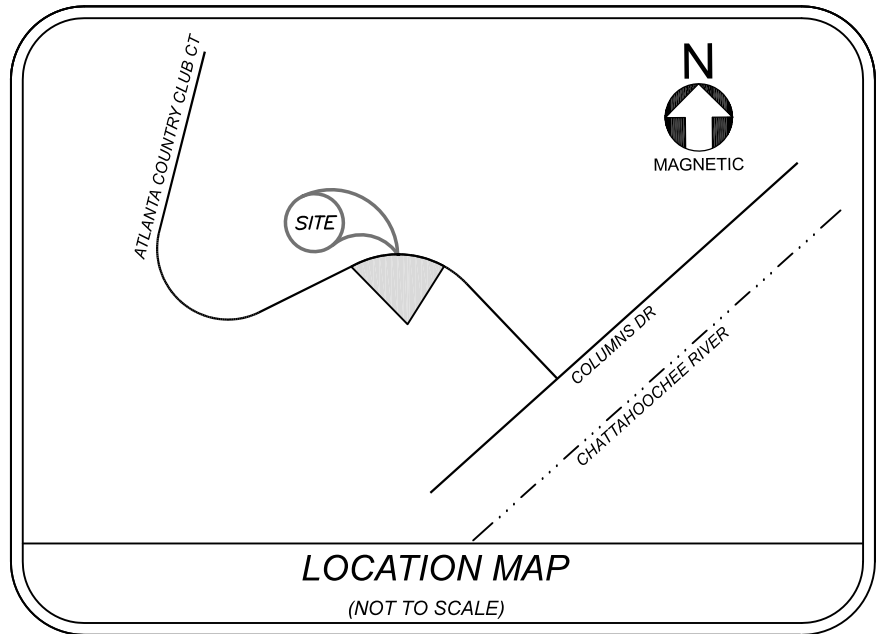 ATLANTA COUNTRY CLUB CT
N
MAGNETIC
SITE
COLUMNS DR
CHATTAHOOCHEE RIVER
LOCATION MAP
(NOT TO SCALE)